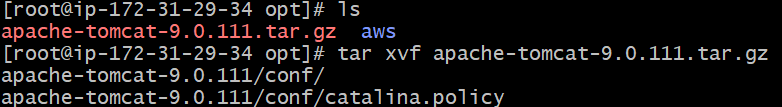 [root@ip-172-31-29-34 opt]# ls
apache-tomcat-9.0.111.tar.gz  aws
[root@ip-172-31-29-34 opt]# tar xvf apache-tomcat-9.0.111.tar.gz
apache-tomcat-9.0.111/conf/
apache-tomcat-9.0.111/conf/catalina.policy